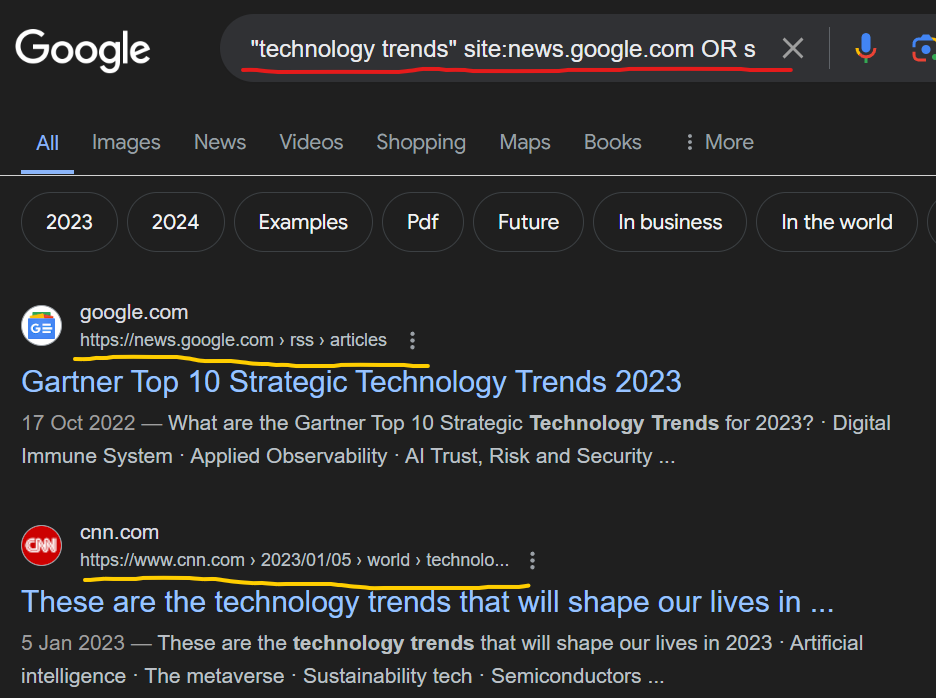 Google
"technology trends" site:news.google.com OR s
All Images News Videos Shopping Maps Books More
2023 2024 Examples Pdf Future In business In the world
google.com
GE
https://news.google.com › rss › articles
Gartner Top 10 Strategic Technology Trends 2023
17 Oct 2022 — What are the Gartner Top 10 Strategic Technology Trends for 2023? · Digital
Immune System · Applied Observability · AI Trust, Risk and Security ...
cnn.com
CNN
https://www.cnn.com › 2023/01/05 › world › technolo...
These are the technology trends that will shape our lives in ...
5 Jan 2023 — These are the technology trends that will shape our lives in 2023 · Artificial
intelligence · The metaverse · Sustainability tech · Semiconductors ...